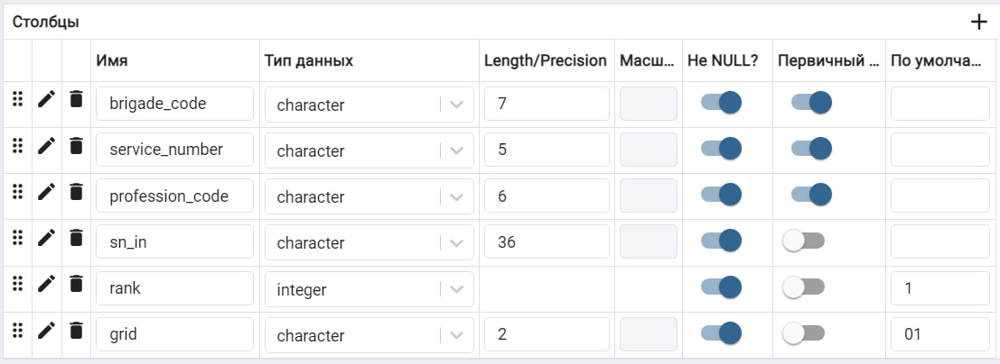 Столбцы
Имя Тип данных Length/Precision Масш... Не NULL? Первичный ... По умолча...
brigade_code character 7
service_number character 5
profession_code character 6
sn_in character 36
rank integer 1
grid character 2 01